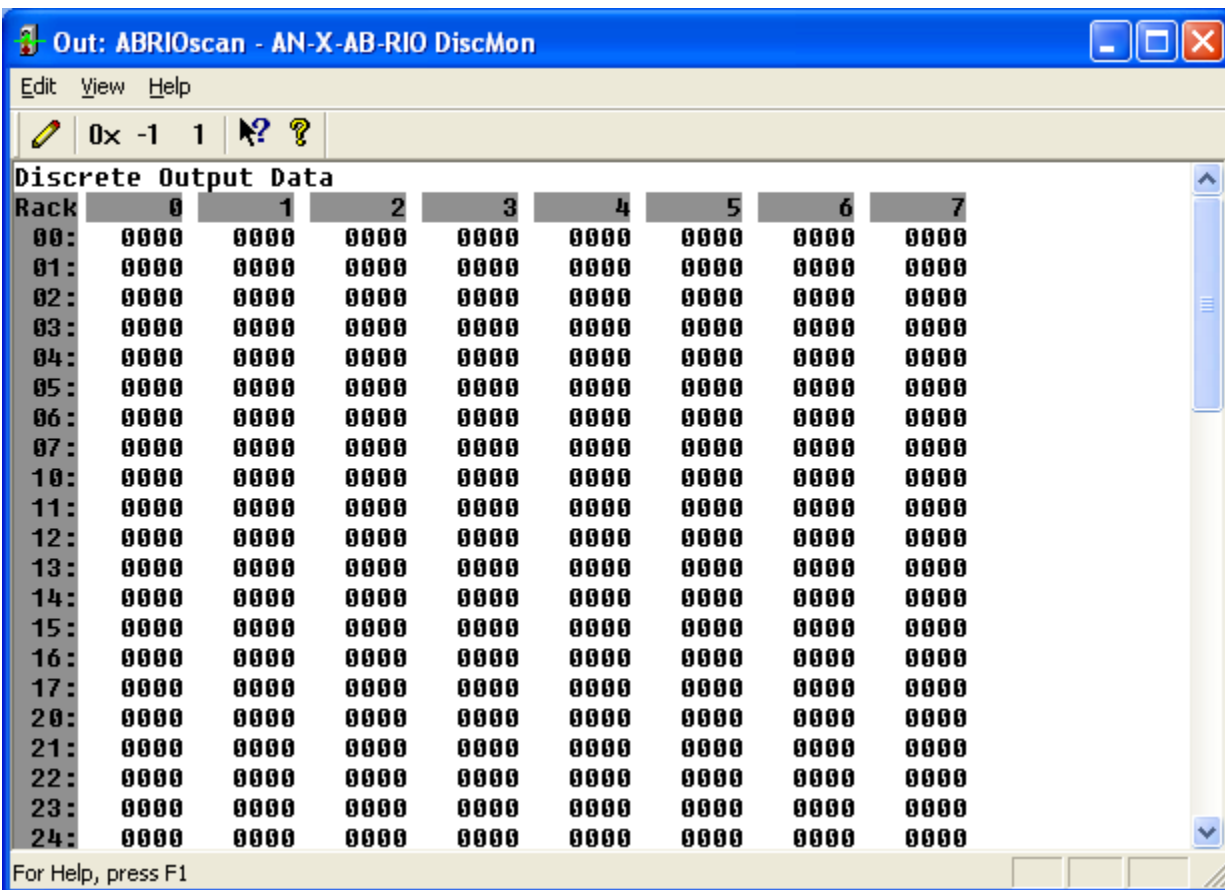 Out: ABRIOscan - AN-X-AB-RIO DiscMon
Edit View Help
0x -1 1 ? ?
Discrete Output Data
Rack 0 1 2 3 4 5 6 7
00: 0000 0000 0000 0000 0000 0000 0000 0000
01: 0000 0000 0000 0000 0000 0000 0000 0000
02: 0000 0000 0000 0000 0000 0000 0000 0000
03: 0000 0000 0000 0000 0000 0000 0000 0000
04: 0000 0000 0000 0000 0000 0000 0000 0000
05: 0000 0000 0000 0000 0000 0000 0000 0000
06: 0000 0000 0000 0000 0000 0000 0000 0000
07: 0000 0000 0000 0000 0000 0000 0000 0000
10: 0000 0000 0000 0000 0000 0000 0000 0000
11: 0000 0000 0000 0000 0000 0000 0000 0000
12: 0000 0000 0000 0000 0000 0000 0000 0000
13: 0000 0000 0000 0000 0000 0000 0000 0000
14: 0000 0000 0000 0000 0000 0000 0000 0000
15: 0000 0000 0000 0000 0000 0000 0000 0000
16: 0000 0000 0000 0000 0000 0000 0000 0000
17: 0000 0000 0000 0000 0000 0000 0000 0000
20: 0000 0000 0000 0000 0000 0000 0000 0000
21: 0000 0000 0000 0000 0000 0000 0000 0000
22: 0000 0000 0000 0000 0000 0000 0000 0000
23: 0000 0000 0000 0000 0000 0000 0000 0000
24: 0000 0000 0000 0000 0000 0000 0000 0000
For Help, press F1